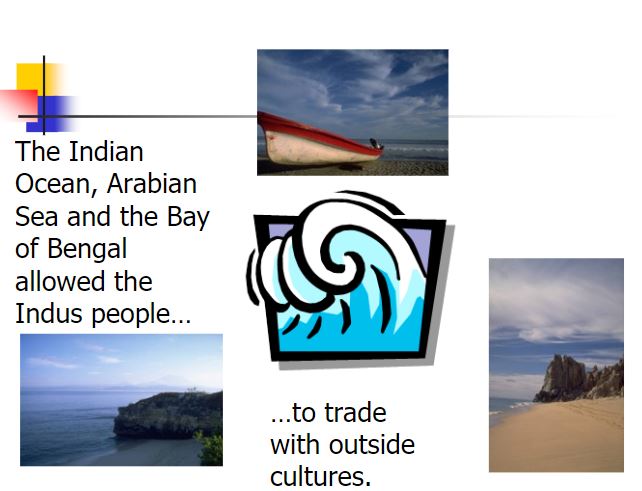 The Indian
Ocean, Arabian
Sea and the Bay
of Bengal
allowed the
Indus people…
…to trade
with outside
cultures.